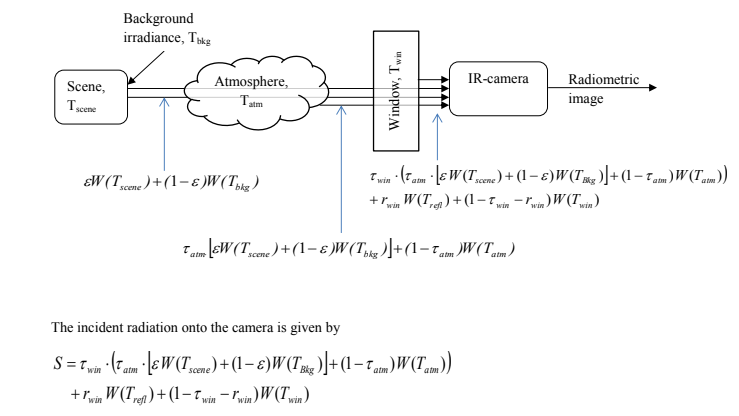 Background
irradiance, T_bkg
Scene,
T_scene
Atmosphere,
T_atm
Window, T_win
IR-camera
Radiometric
image
εW(T_scene)+(1−ε)W(T_bkg)
τ_win·(τ_atm·[εW(T_scene)+(1−ε)W(T_Bkg)]+(1−τ_atm)W(T_atm))
+r_win W(T_refl)+(1−τ_win−r_win)W(T_win)
τ_atm[εW(T_scene)+(1−ε)W(T_bkg)]+(1−τ_atm)W(T_atm)
The incident radiation onto the camera is given by
S=τ_win·(τ_atm·[εW(T_scene)+(1−ε)W(T_Bkg)]+(1−τ_atm)W(T_atm))
+r_win W(T_refl)+(1−τ_win−r_win)W(T_win)